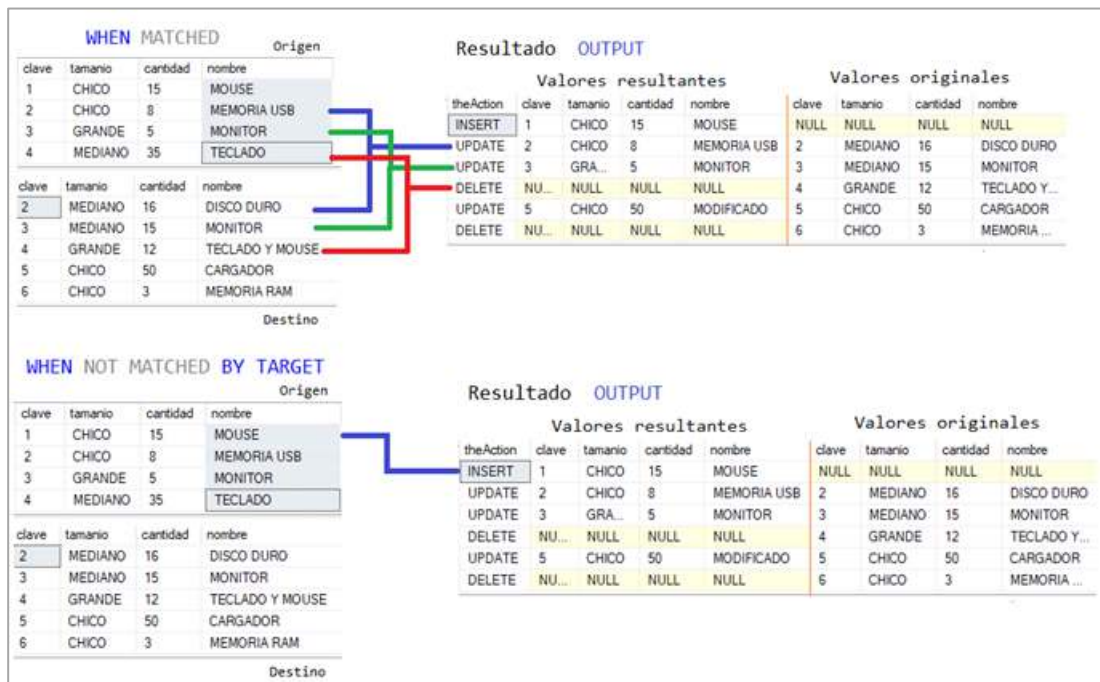 WHEN MATCHED
Origen
clave tamanio cantidad nombre
1 CHICO 15 MOUSE
2 CHICO 8 MEMORIA USB
3 GRANDE 5 MONITOR
4 MEDIANO 35 TECLADO
clave tamanio cantidad nombre
2 MEDIANO 16 DISCO DURO
3 MEDIANO 15 MONITOR
4 GRANDE 12 TECLADO Y MOUSE
5 CHICO 50 CARGADOR
6 CHICO 3 MEMORIA RAM
Destino
Resultado OUTPUT
Valores resultantes Valores originales
theAction clave tamanio cantidad nombre clave tamanio cantidad nombre
INSERT 1 CHICO 15 MOUSE NULL NULL NULL NULL
UPDATE 2 CHICO 8 MEMORIA USB 2 MEDIANO 16 DISCO DURO
UPDATE 3 GRA... 5 MONITOR 3 MEDIANO 15 MONITOR
DELETE NU... NULL NULL NULL 4 GRANDE 12 TECLADO Y...
UPDATE 5 CHICO 50 MODIFICADO 5 CHICO 50 CARGADOR
DELETE NU... NULL NULL NULL 6 CHICO 3 MEMORIA ...
WHEN NOT MATCHED BY TARGET
Origen
clave tamanio cantidad nombre
1 CHICO 15 MOUSE
2 CHICO 8 MEMORIA USB
3 GRANDE 5 MONITOR
4 MEDIANO 35 TECLADO
clave tamanio cantidad nombre
2 MEDIANO 16 DISCO DURO
3 MEDIANO 15 MONITOR
4 GRANDE 12 TECLADO Y MOUSE
5 CHICO 50 CARGADOR
6 CHICO 3 MEMORIA RAM
Destino
Resultado OUTPUT
Valores resultantes Valores originales
theAction clave tamanio cantidad nombre clave tamanio cantidad nombre
INSERT 1 CHICO 15 MOUSE NULL NULL NULL NULL
UPDATE 2 CHICO 8 MEMORIA USB 2 MEDIANO 16 DISCO DURO
UPDATE 3 GRA... 5 MONITOR 3 MEDIANO 15 MONITOR
DELETE NU... NULL NULL NULL 4 GRANDE 12 TECLADO Y...
UPDATE 5 CHICO 50 MODIFICADO 5 CHICO 50 CARGADOR
DELETE NU... NULL NULL NULL 6 CHICO 3 MEMORIA ...